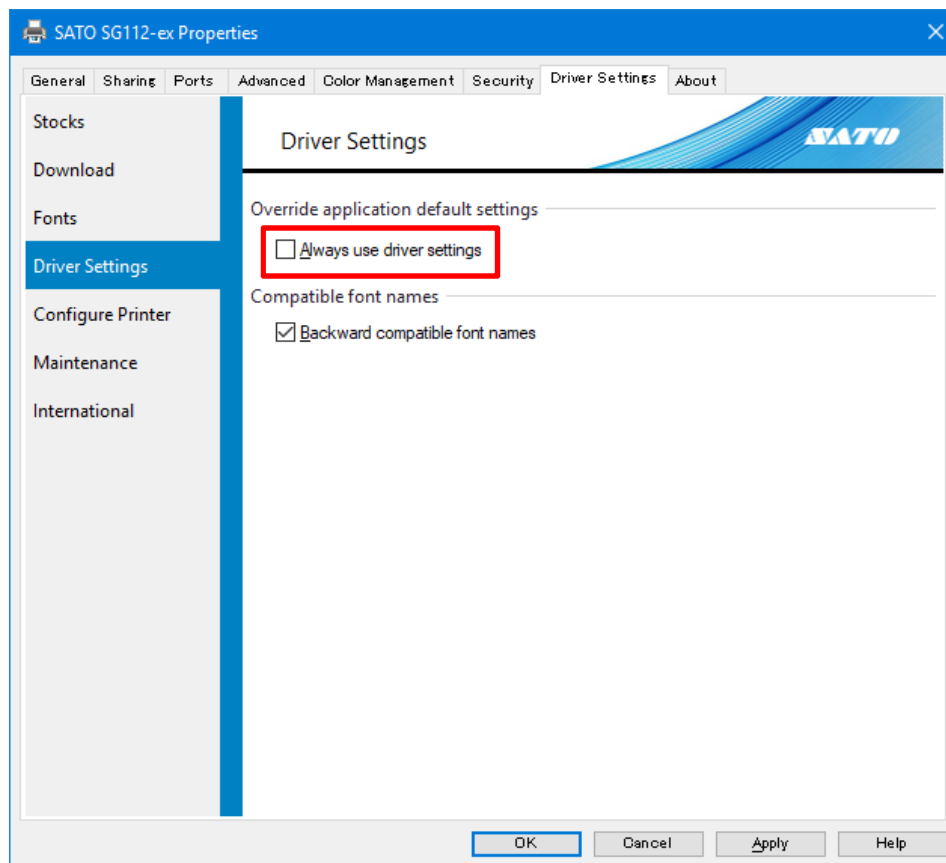 SATO SG112-ex Properties
General Sharing Ports Advanced Color Management Security Driver Settings About
Stocks
Download
Fonts
Driver Settings
Configure Printer
Maintenance
International
Driver Settings
SATO
Override application default settings
Always use driver settings
Compatible font names
Backward compatible font names
OK Cancel Apply Help